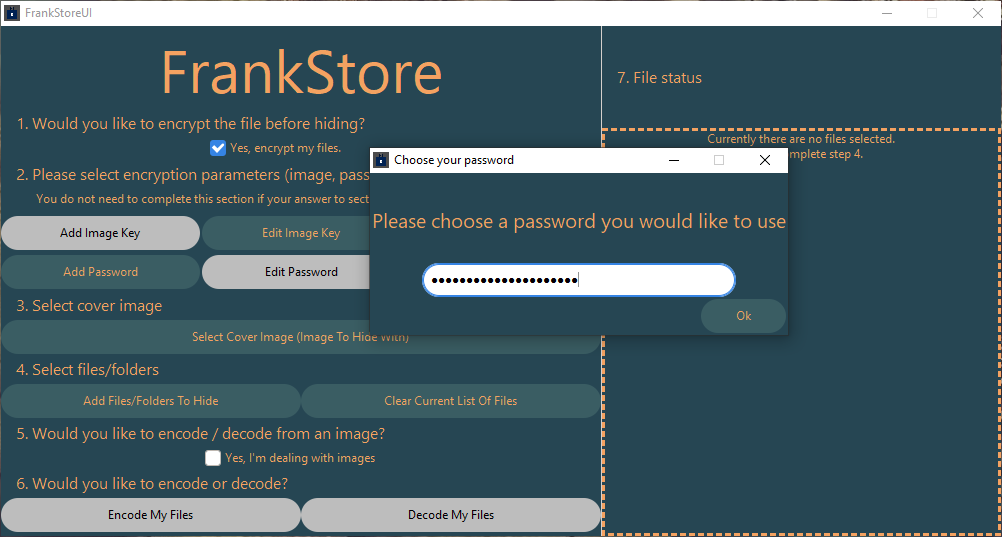 FrankStoreUI
FrankStore
1. Would you like to encrypt the file before hiding?
Yes, encrypt my files.
2. Please select encryption parameters (image, pass
You do not need to complete this section if your answer to sect
Add Image Key
Edit Image Key
Add Password
Edit Password
3. Select cover image
Select Cover Image (Image To Hide With)
4. Select files/folders
Add Files/Folders To Hide
Clear Current List Of Files
5. Would you like to encode / decode from an image?
Yes, I'm dealing with images
6. Would you like to encode or decode?
Encode My Files
Decode My Files
Choose your password
Please choose a password you would like to use
●●●●●●●●●●●●●●●●●●●●●
Ok
7. File status
Currently there are no files selected.
mplete step 4.